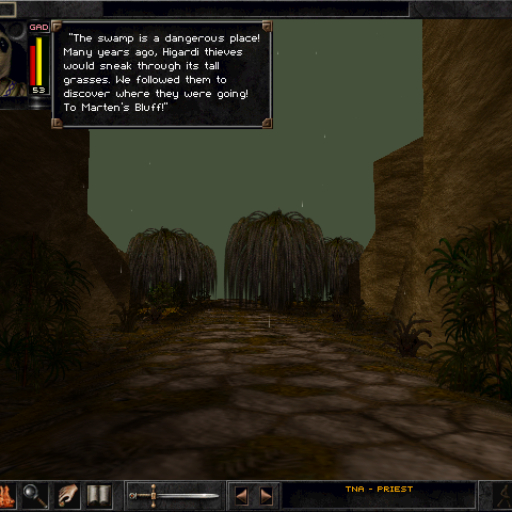 GAD
"The swamp is a dangerous place!
Many years ago, Higardi thieves
would sneak through its tall
grasses. We followed them to
discover where they were going!
To Marten's Bluff!"
53
TNA - PRIEST